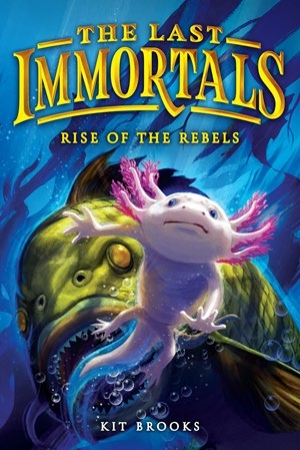 THE LAST
IMMORTALS
RISE OF THE REBELS
KIT BROOKS